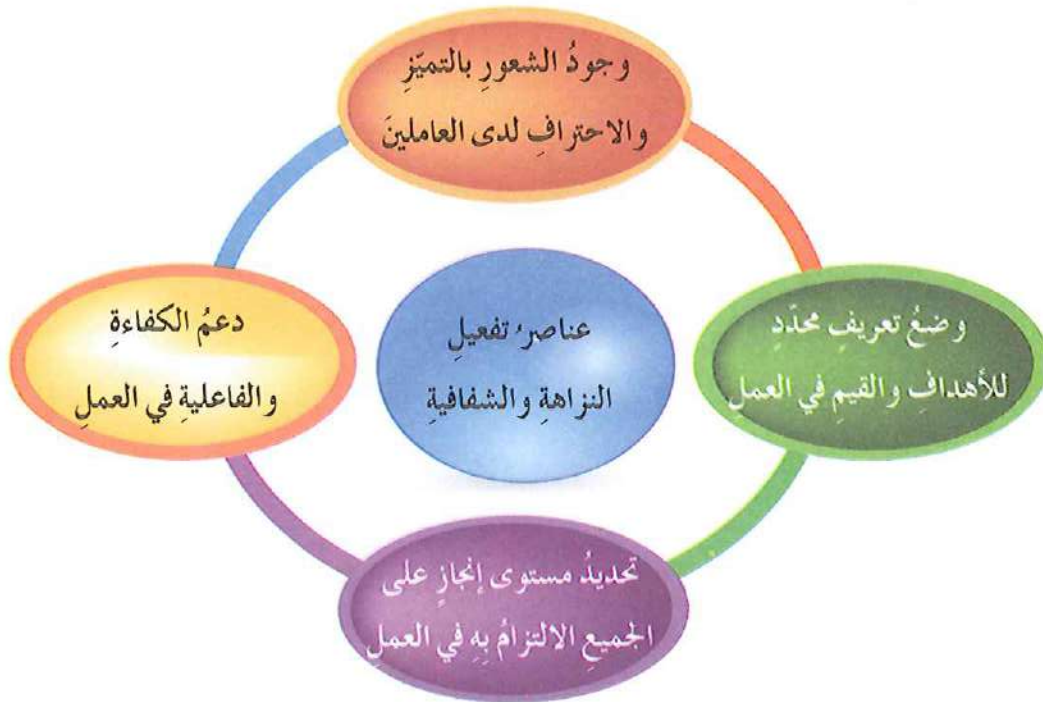 وجودُ الشعورِ بالتميّزِ
والاحترافِ لدى العاملينَ
وضعُ تعريفٍ محدّدٍ
للأهدافِ والقيمِ في العملِ
عناصرُ تفعيلِ
النزاهةِ والشفافيةِ
دعمُ الكفاءةِ
والفاعليةِ في العملِ
تحديدُ مستوى إنجازٍ على
الجميعِ الالتزامُ بِهِ في العملِ